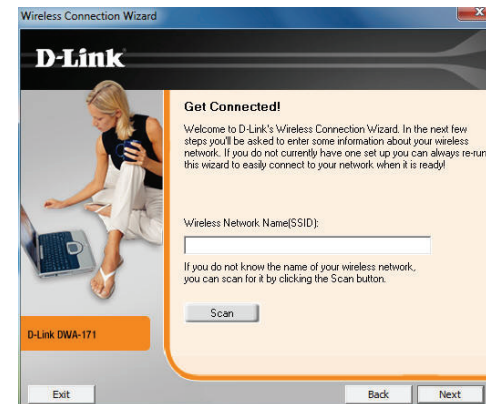 Wireless Connection Wizard
D-Link
Get Connected!
Welcome to D-Link's Wireless Connection Wizard. In the next few
steps you'll be asked to enter some information about your wireless
network. If you do not currently have one set up you can always re-run
this wizard to easily connect to your network when it is ready!
Wireless Network Name(SSID):
If you do not know the name of your wireless network,
you can scan for it by clicking the Scan button.
Scan
D-Link DWA-171
Exit
Back
Next